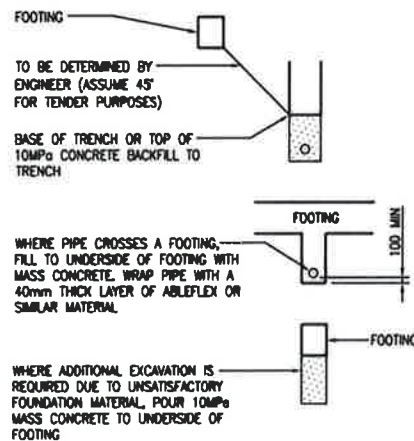 FOOTING
TO BE DETERMINED BY
ENGINEER (ASSUME 45°
FOR TENDER PURPOSES)
BASE OF TRENCH OR TOP OF
10MPa CONCRETE BACKFILL TO
TRENCH
FOOTING
100 MIN
WHERE PIPE CROSSES A FOOTING,
FILL TO UNDERSIDE OF FOOTING WITH
MASS CONCRETE. WRAP PIPE WITH A
40mm THICK LAYER OF ABLEFLEX OR
SIMILAR MATERIAL
FOOTING
WHERE ADDITIONAL EXCAVATION IS
REQUIRED DUE TO UNSATISFACTORY
FOUNDATION MATERIAL, POUR 10MPa
MASS CONCRETE TO UNDERSIDE OF
FOOTING